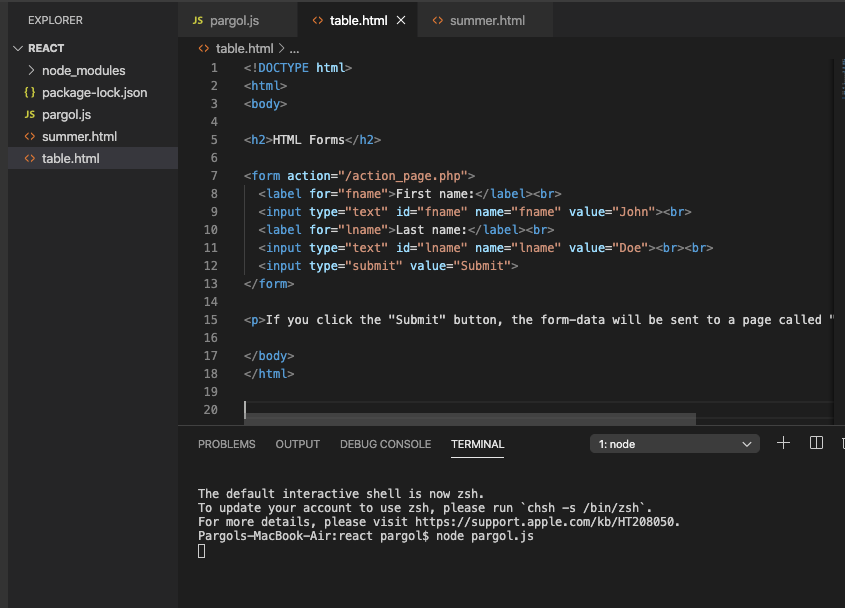 EXPLORER
REACT
node_modules
{} package-lock.json
JS pargol.js
<> summer.html
<> table.html
JS pargol.js
<> table.html ×
<> summer.html
<> table.html > ...
1 <!DOCTYPE html>
2 <html>
3 <body>
4
5 <h2>HTML Forms</h2>
6
7 <form action="/action_page.php">
8 <label for="fname">First name:</label><br>
9 <input type="text" id="fname" name="fname" value="John"><br>
10 <label for="lname">Last name:</label><br>
11 <input type="text" id="lname" name="lname" value="Doe"><br><br>
12 <input type="submit" value="Submit">
13 </form>
14
15 <p>If you click the "Submit" button, the form-data will be sent to a page called "
16
17 </body>
18 </html>
19
20
PROBLEMS OUTPUT DEBUG CONSOLE TERMINAL 1: node
The default interactive shell is now zsh.
To update your account to use zsh, please run `chsh -s /bin/zsh`.
For more details, please visit https://support.apple.com/kb/HT208050.
Pargols-MacBook-Air:react pargol$ node pargol.js